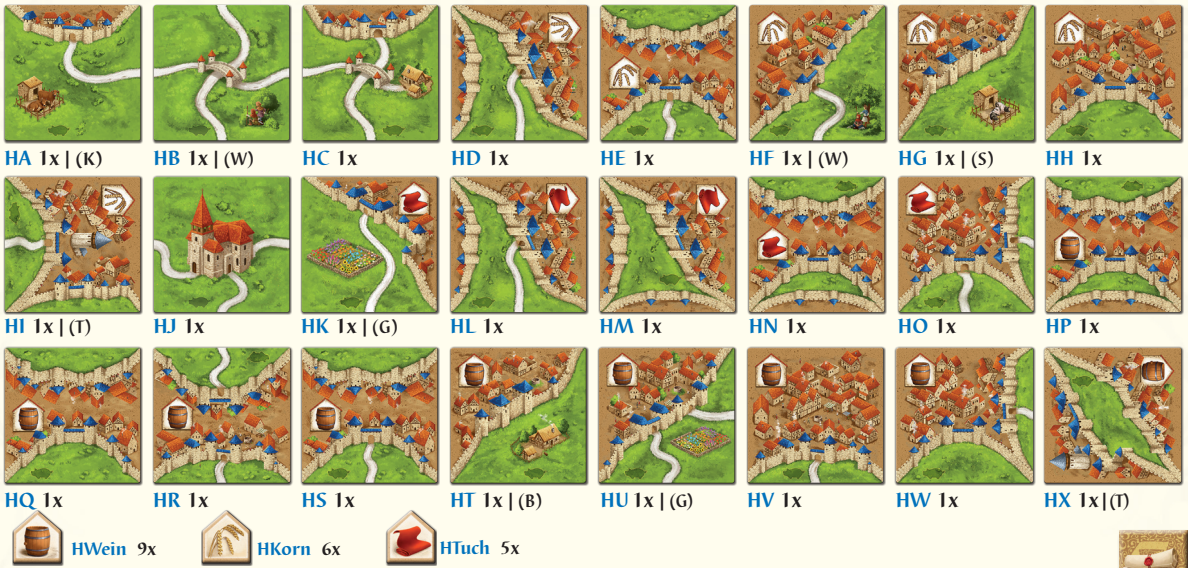 HA 1x | (K) HB 1x | (W) HC 1x HD 1x HE 1x HF 1x | (W) HG 1x | (S) HH 1x
HI 1x | (T) HJ 1x HK 1x | (G) HL 1x HM 1x HN 1x HO 1x HP 1x
HQ 1x HR 1x HS 1x HT 1x | (B) HU 1x | (G) HV 1x HW 1x HX 1x|(T)
HWein 9x HKorn 6x HTuch 5x